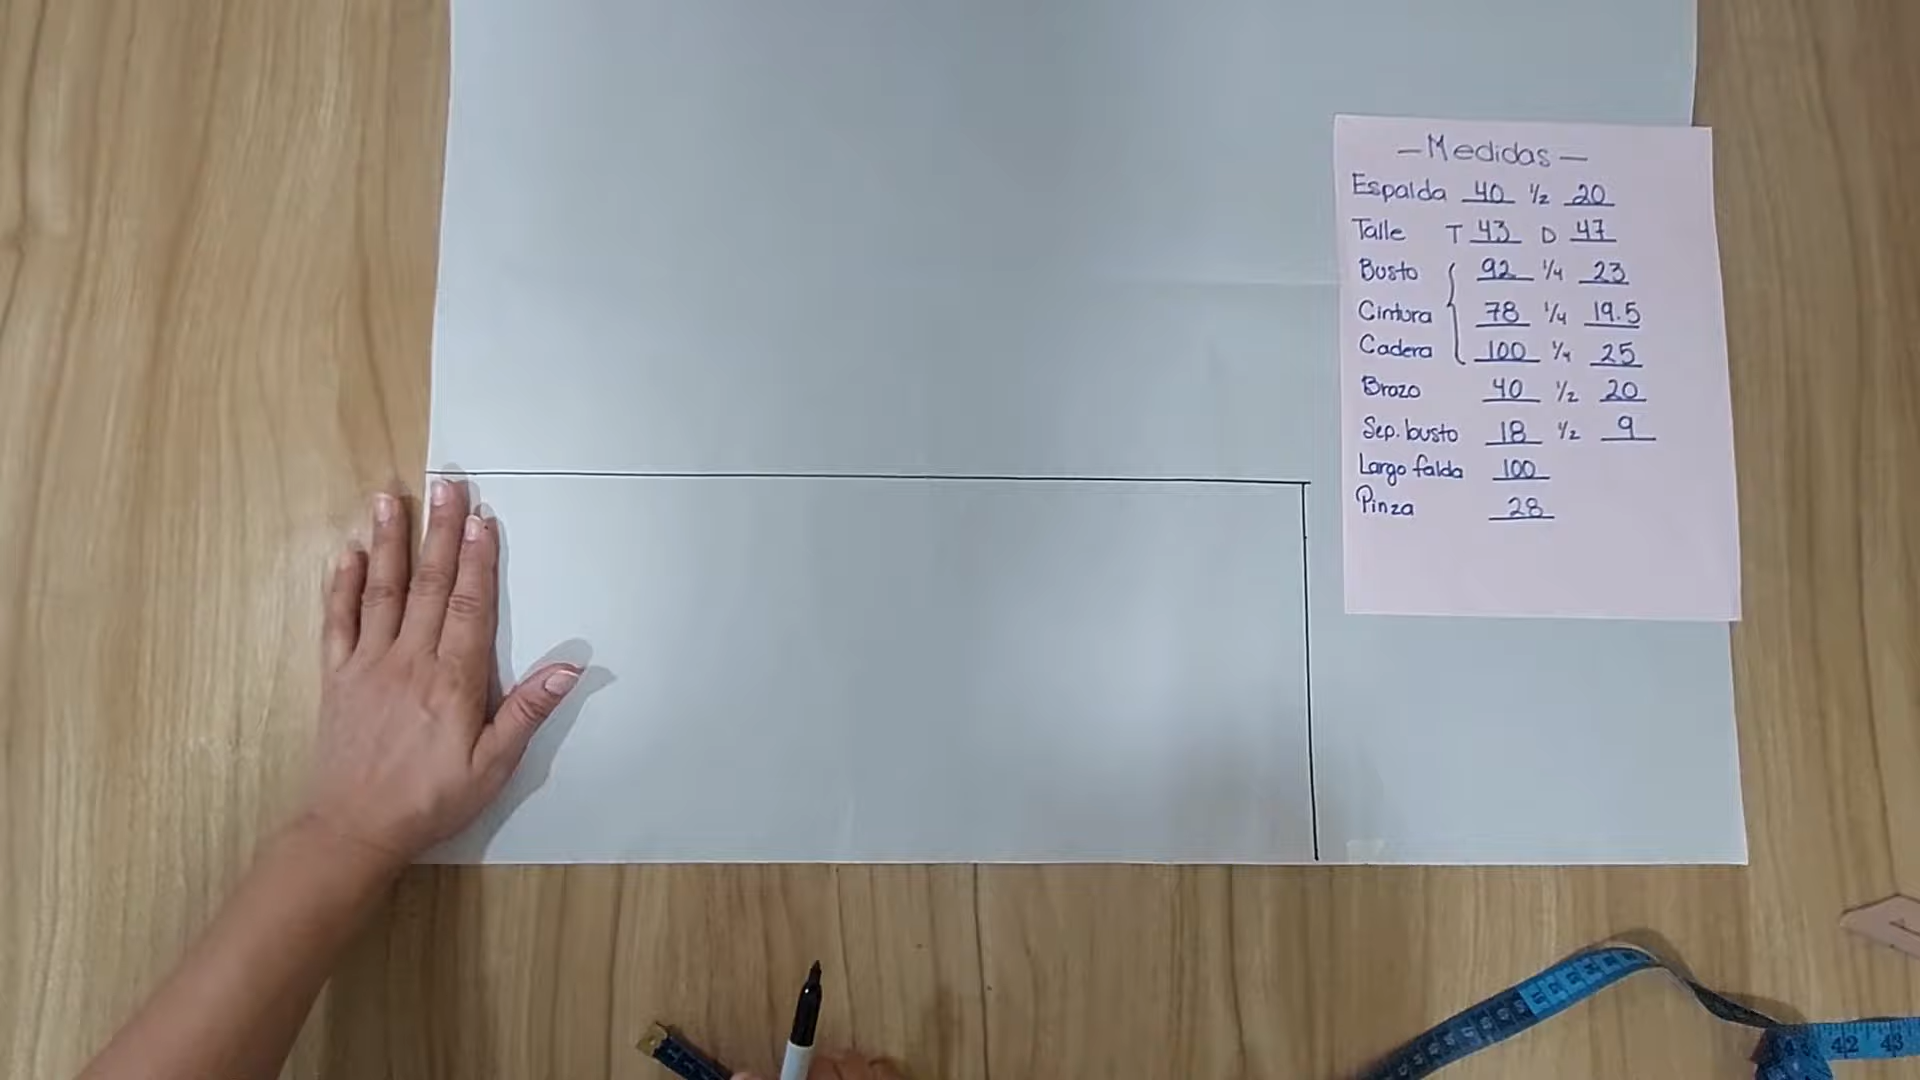 — Medidas —
Espalda 40 1/2 20
Talle T 43 D 47
Busto 92 1/4 23
Cintura 78 1/4 19.5
Cadera 100 1/4 25
Brazo 40 1/2 20
Sep. busto 18 1/2 9
Largo falda 100
Pinza 28
42 43